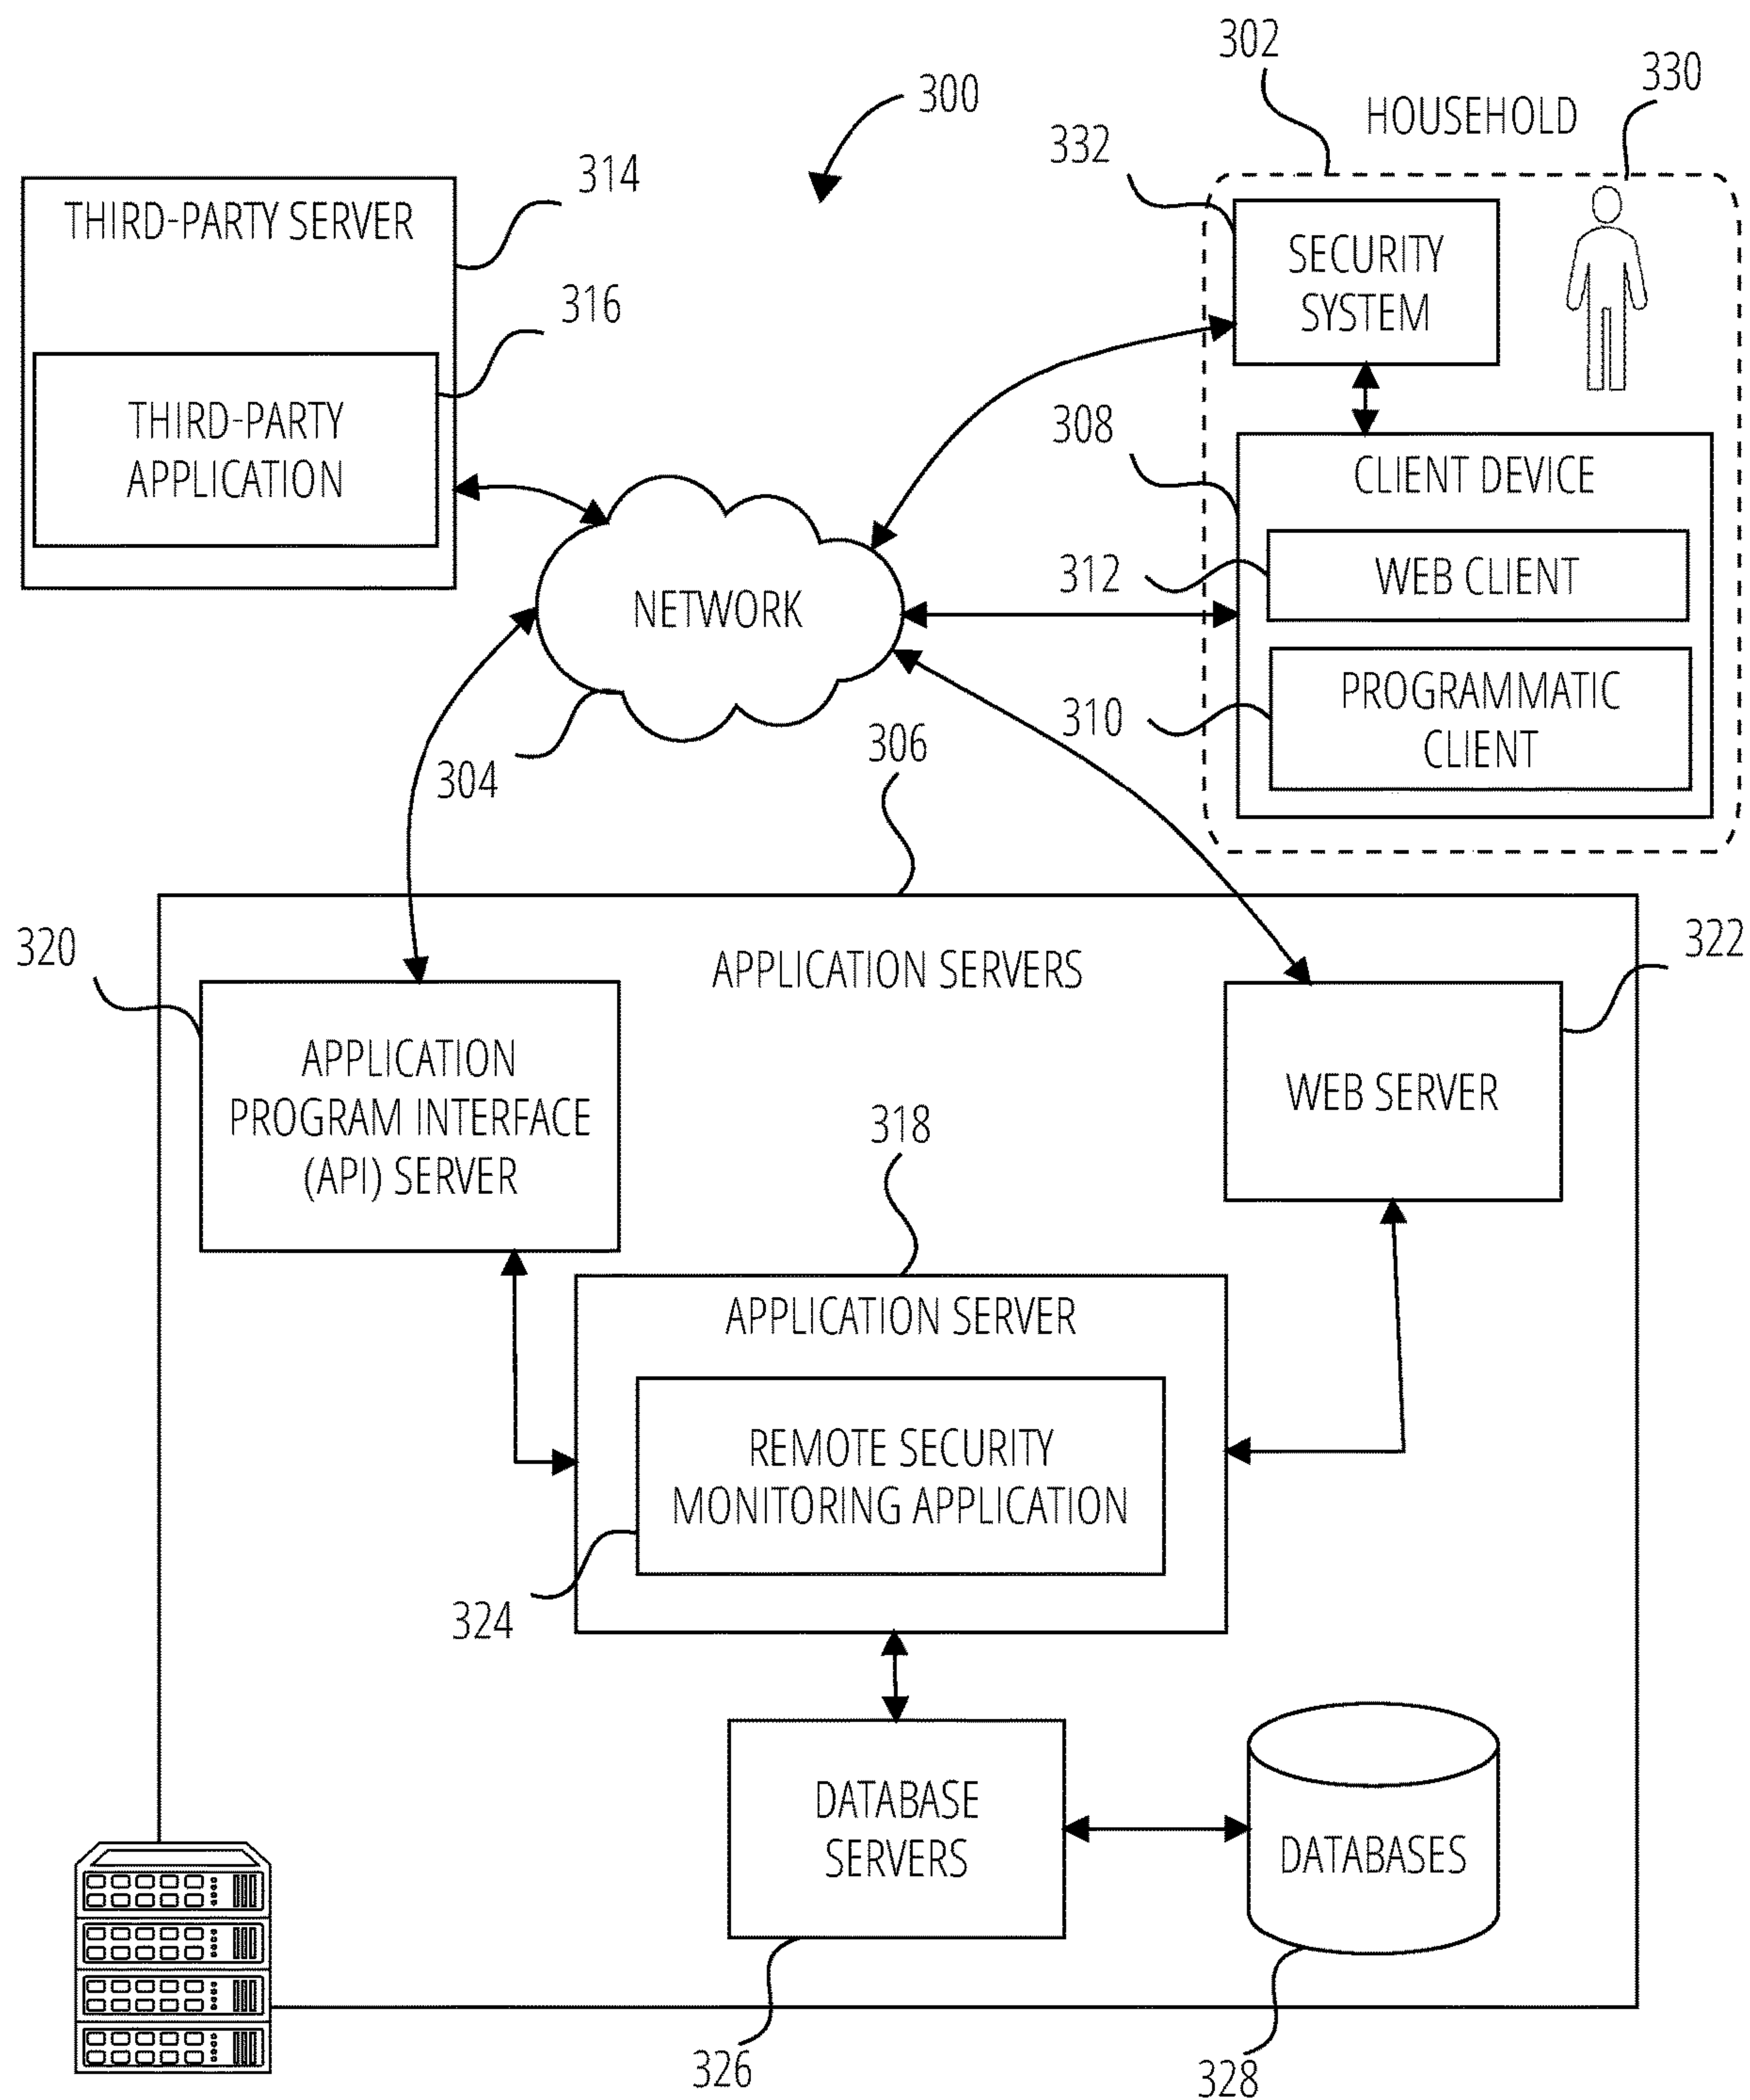 302
330
300
HOUSEHOLD
332
314
THIRD-PARTY SERVER
SECURITY
SYSTEM
316
THIRD-PARTY
APPLICATION
308
CLIENT DEVICE
312
WEB CLIENT
NETWORK
310
PROGRAMMATIC
CLIENT
304
306
320
APPLICATION SERVERS
322
APPLICATION
PROGRAM INTERFACE
(API) SERVER
WEB SERVER
318
APPLICATION SERVER
REMOTE SECURITY
MONITORING APPLICATION
324
DATABASE
SERVERS
DATABASES
326
328